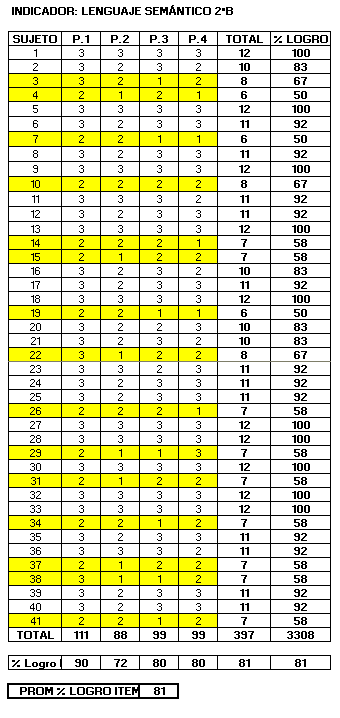 INDICADOR: LENGUAJE SEMÁNTICO 2°B
SUJETO P.1 P.2 P.3 P.4 TOTAL % LOGRO
1 3 3 3 3 12 100
2 3 2 3 2 10 83
3 3 2 1 2 8 67
4 2 1 2 1 6 50
5 3 3 3 3 12 100
6 3 2 3 3 11 92
7 2 2 1 1 6 50
8 3 2 3 3 11 92
9 3 3 3 3 12 100
10 2 2 2 2 8 67
11 3 3 3 2 11 92
12 3 2 3 3 11 92
13 3 3 3 3 12 100
14 2 2 2 1 7 58
15 2 1 2 2 7 58
16 3 2 3 2 10 83
17 3 2 3 3 11 92
18 3 3 3 3 12 100
19 2 2 1 1 6 50
20 3 2 2 3 10 83
21 3 2 3 2 10 83
22 3 1 2 2 8 67
23 3 3 2 3 11 92
24 3 2 3 3 11 92
25 3 2 3 3 11 92
26 2 2 2 1 7 58
27 3 3 3 3 12 100
28 3 3 3 3 12 100
29 2 1 1 3 7 58
30 3 3 3 3 12 100
31 2 1 2 2 7 58
32 3 3 3 3 12 100
33 3 3 3 3 12 100
34 2 2 1 2 7 58
35 3 2 3 3 11 92
36 3 3 3 2 11 92
37 2 1 2 2 7 58
38 3 1 1 2 7 58
39 3 2 3 3 11 92
40 3 2 3 3 11 92
41 2 2 1 2 7 58
TOTAL 111 88 99 99 397 3308
% Logro 90 72 80 80 81 81
PROM % LOGRO ITEM 81